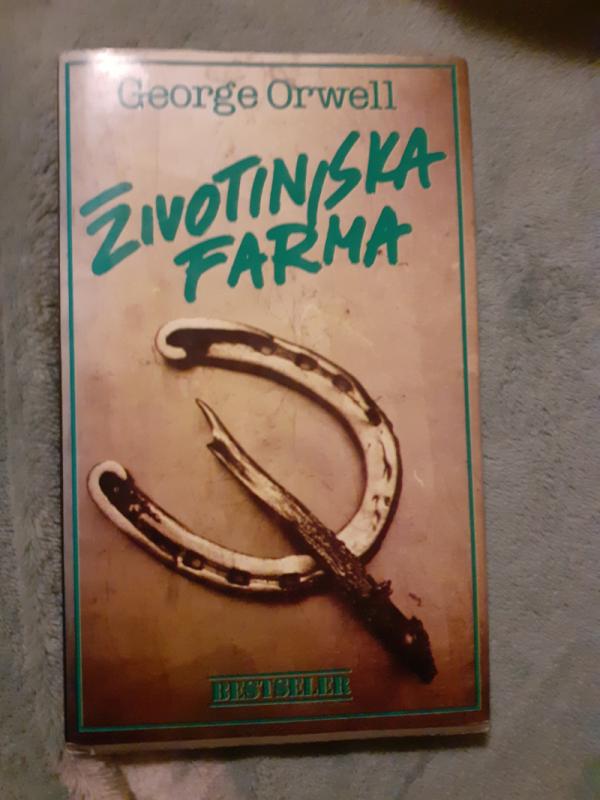 George Orwell
ŽIVOTINJSKA
FARMA
BESTSELER